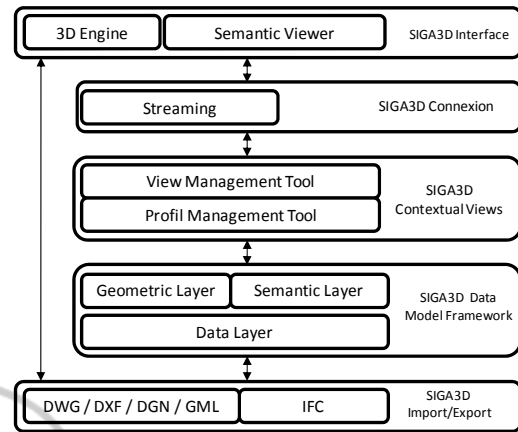 3D Engine
Semantic Viewer
SIGA3D Interface
Streaming
SIGA3D Connexion
View Management Tool
Profil Management Tool
SIGA3D
Contextual Views
Geometric Layer
Semantic Layer
Data Layer
SIGA3D Data
Model Framework
DWG / DXF / DGN / GML
IFC
SIGA3D
Import/Export